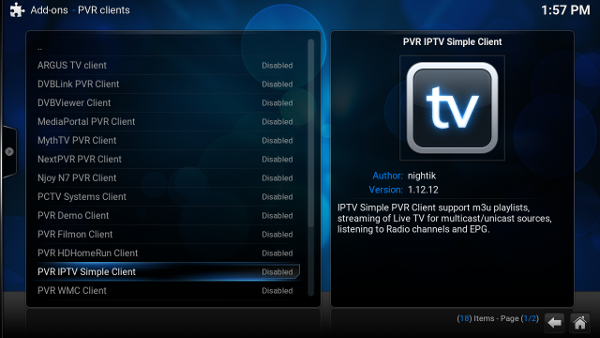 Add-ons - PVR clients
1:57 PM
..
ARGUS TV client Disabled
DVBLink PVR Client Disabled
DVBViewer Client Disabled
MediaPortal PVR Client Disabled
MythTV PVR Client Disabled
NextPVR PVR Client Disabled
Njoy N7 PVR Client Disabled
PCTV Systems Client Disabled
PVR Demo Client Disabled
PVR Filmon Client Disabled
PVR HDHomeRun Client Disabled
PVR IPTV Simple Client Disabled
PVR WMC Client Disabled
PVR IPTV Simple Client
tv
Author: nightik
Version: 1.12.12
IPTV Simple PVR Client support m3u playlists,
streaming of Live TV for multicast/unicast sources,
listening to Radio channels and EPG.
(18) Items - Page (1/2)